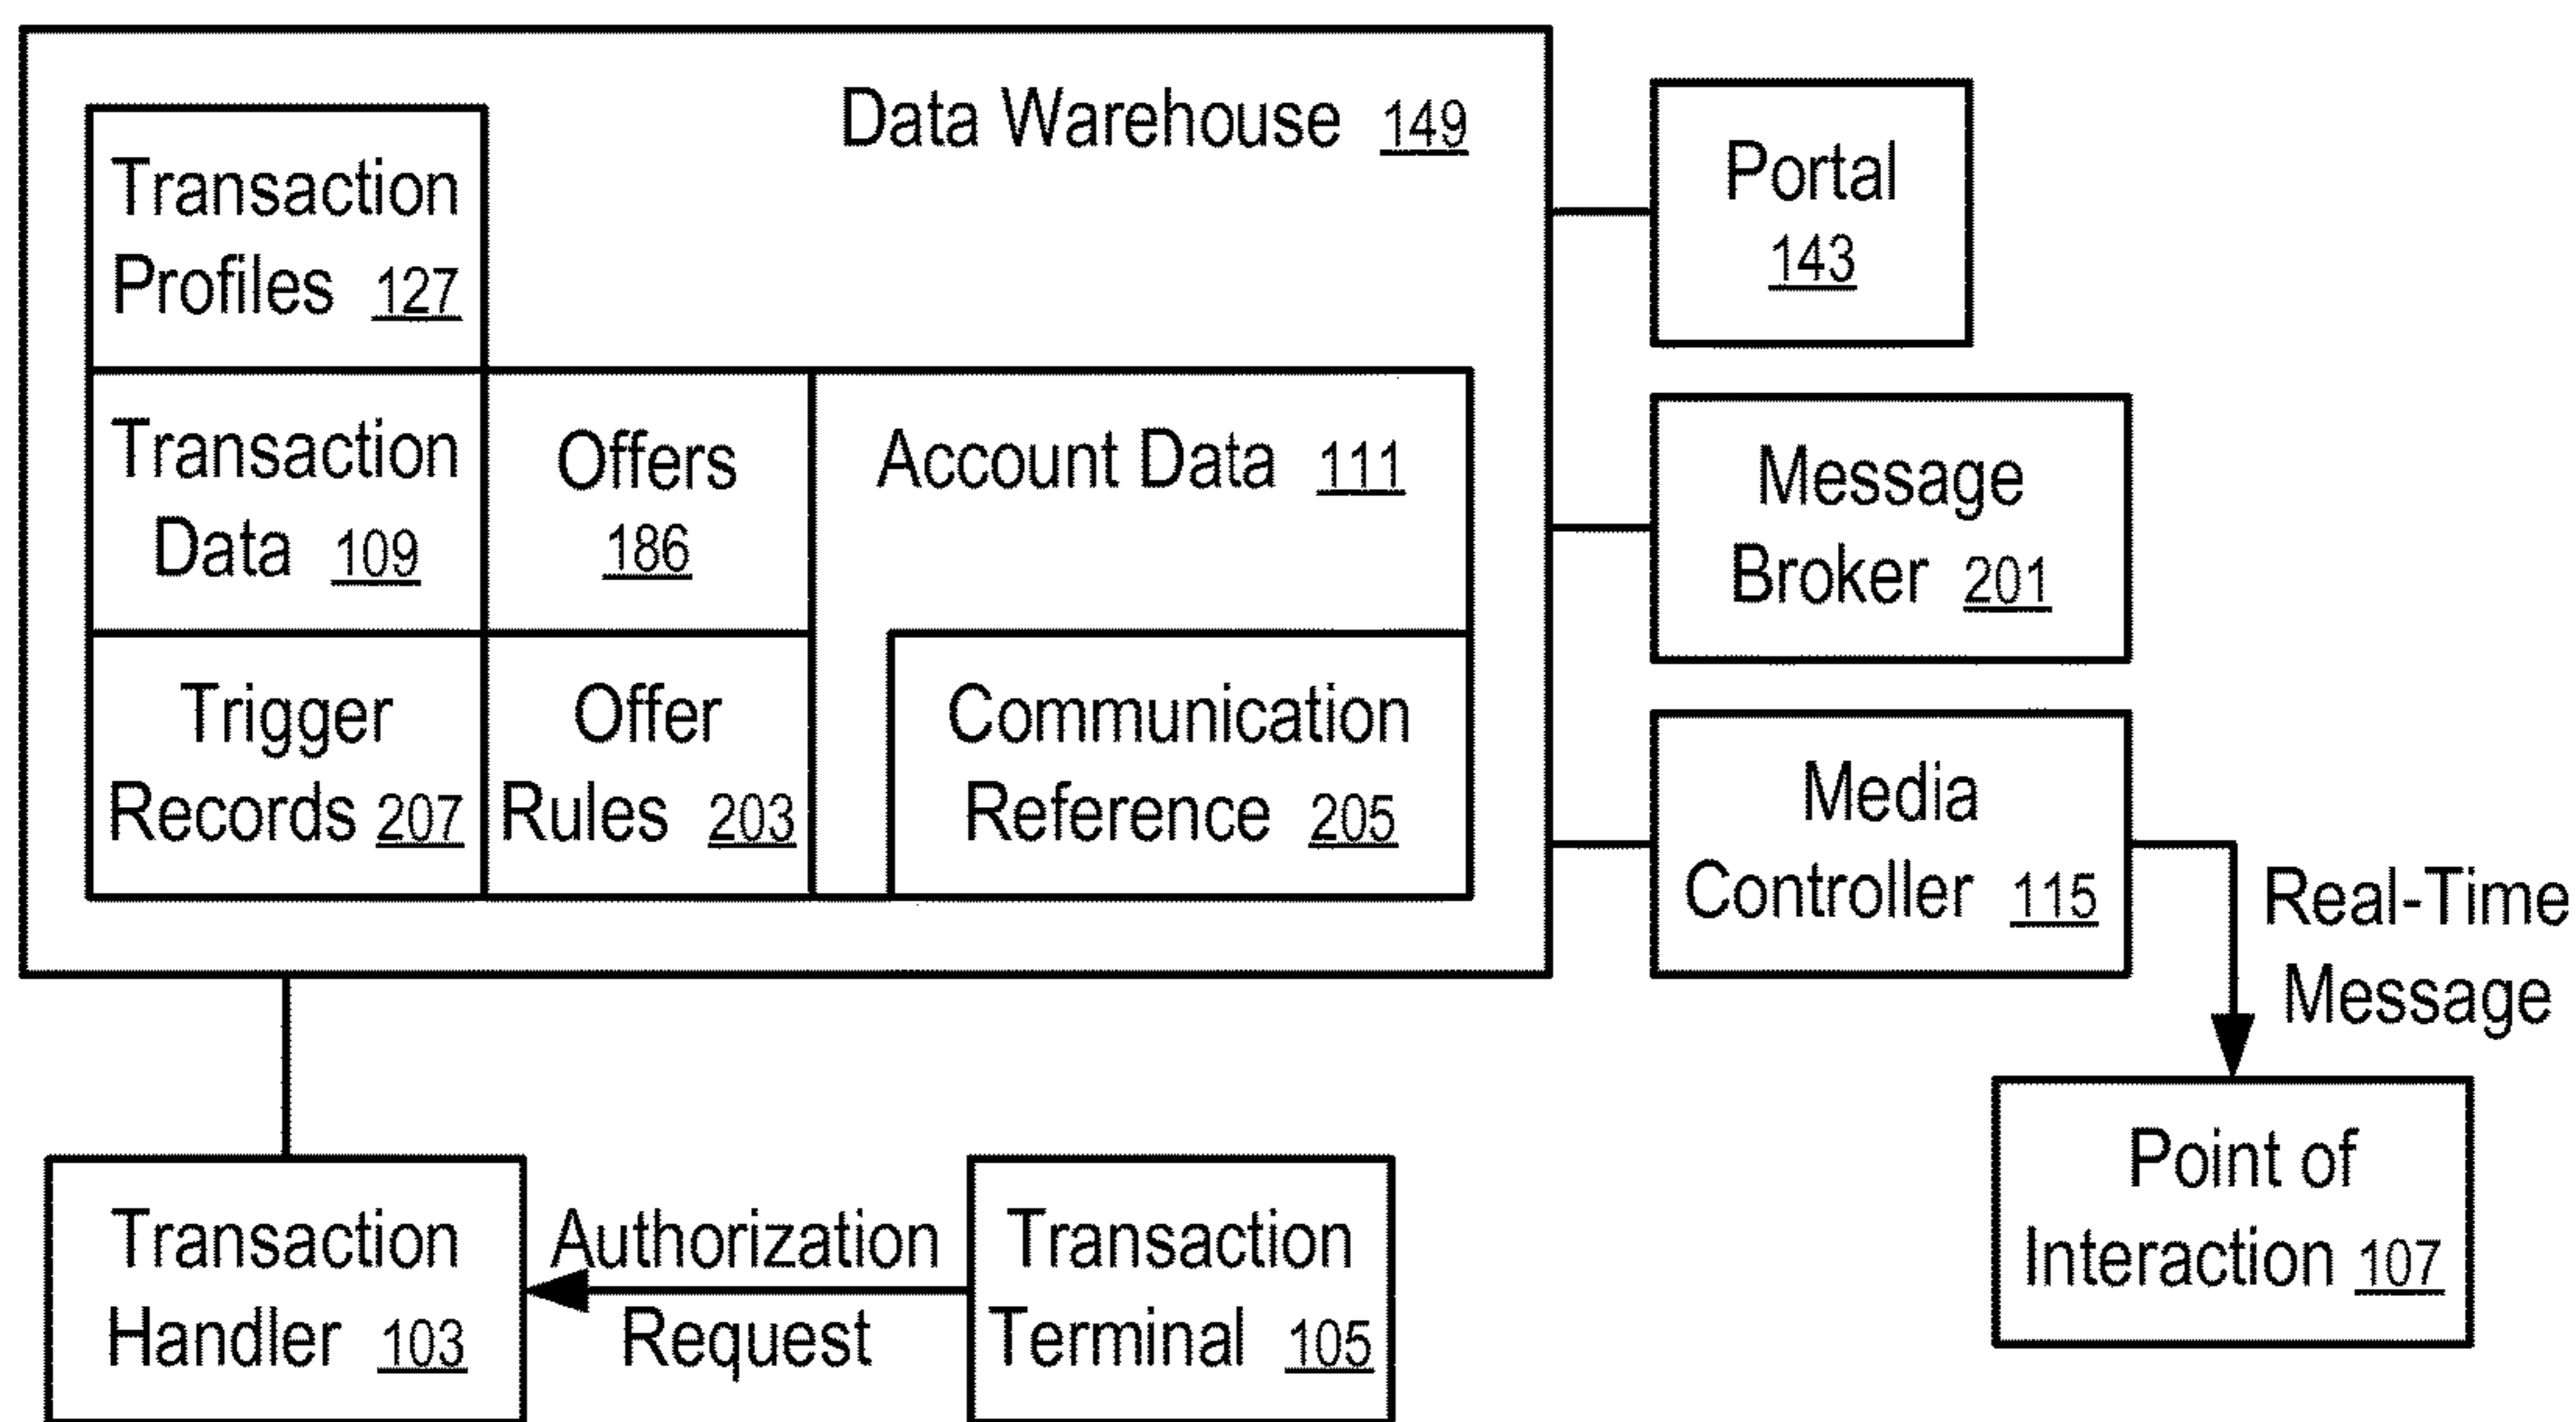 Data Warehouse 149
Transaction
Profiles 127
Transaction
Data 109
Offers
186
Account Data 111
Trigger
Records 207
Offer
Rules 203
Communication
Reference 205
Portal
143
Message
Broker 201
Media
Controller 115
Real-Time
Message
Point of
Interaction 107
Transaction
Handler 103
Authorization
Request
Transaction
Terminal 105